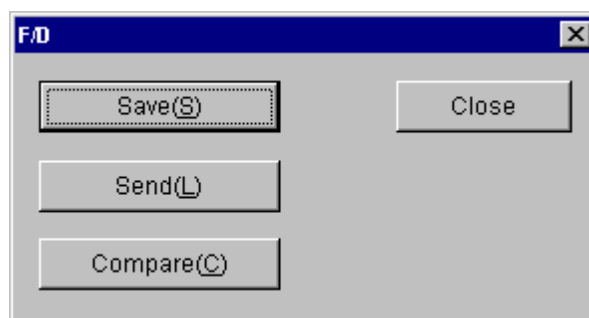 F/D
Save(S)
Close
Send(L)
Compare(C)